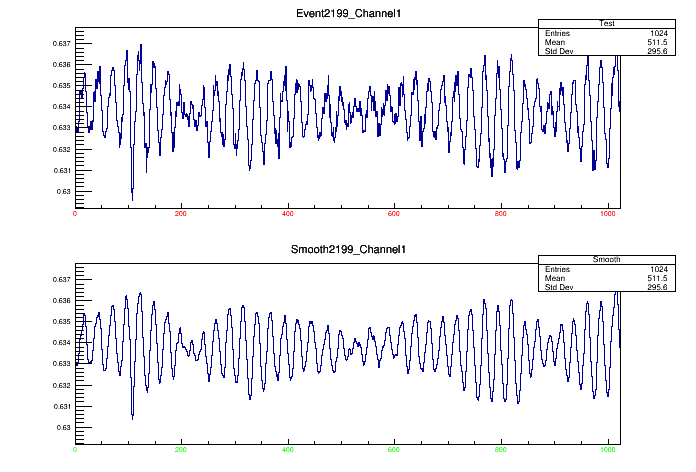 Event2199_Channel1
Test
Entries 1024
Mean 511.5
Std Dev 295.6
0.637
0.636
0.635
0.634
0.633
0.632
0.631
0.63
0 200 400 600 800 1000
Smooth2199_Channel1
Smooth
Entries 1024
Mean 511.5
Std Dev 295.6
0.637
0.636
0.635
0.634
0.633
0.632
0.631
0.63
0 200 400 600 800 1000